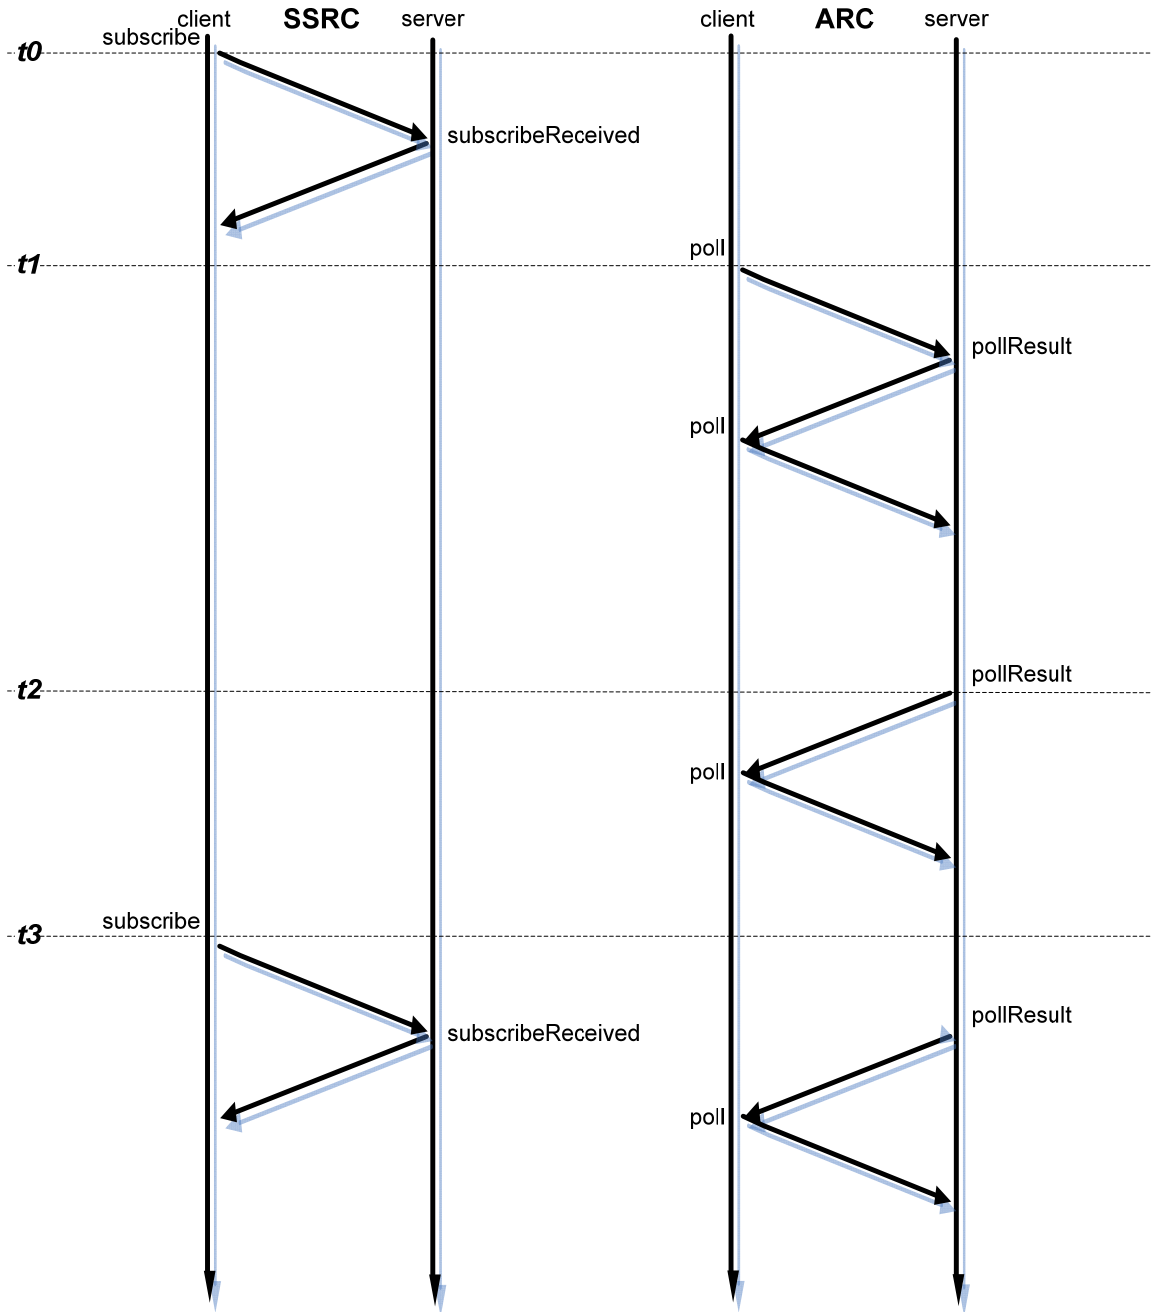 client SSRC server client ARC server
subscribe
t0
subscribeReceived
poll
t1
pollResult
poll
pollResult
t2
poll
subscribe
t3
pollResult
subscribeReceived
poll